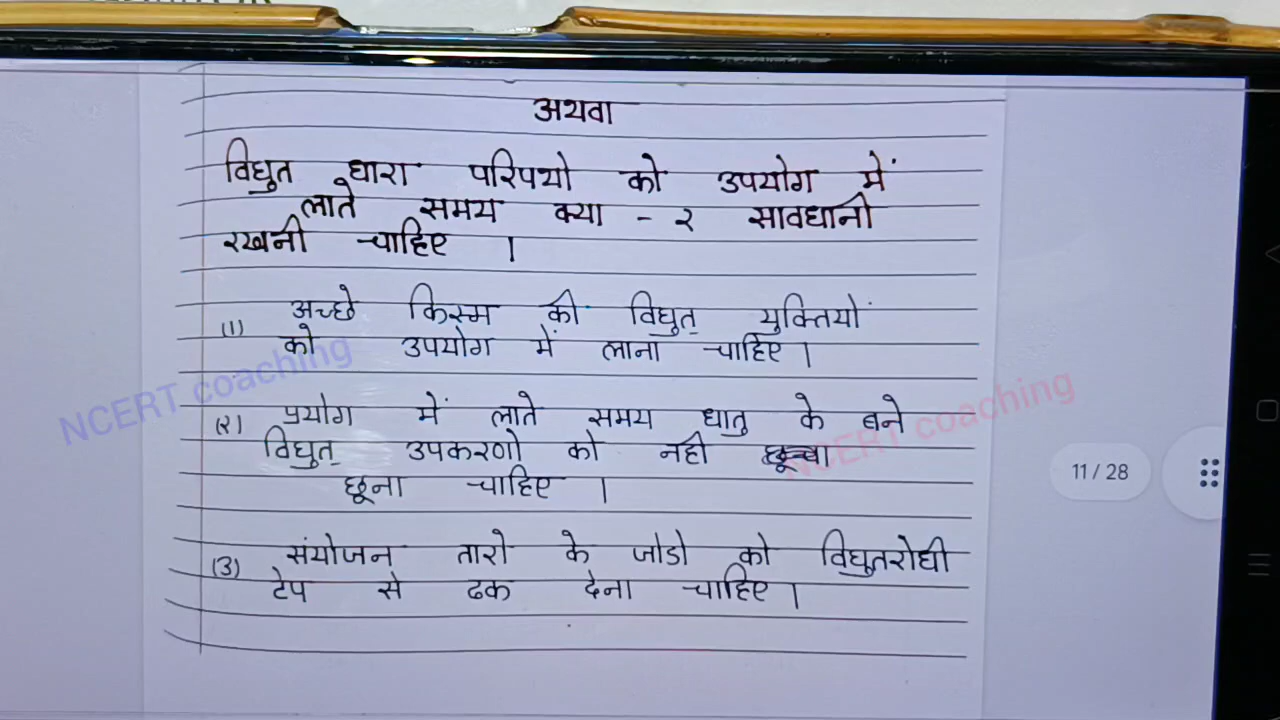 अथवा
विधुत धारा परिपथो को उपयोग में
लाते समय क्या - २ सावधानी
रखनी चाहिए ।
(1) अच्छे किस्म की विधुत् युक्तियों
को उपयोग में लाना चाहिए ।
(२) प्रयोग में लाते समय धातु के बने
विधुत् उपकरणो को नही
छूना चाहिए ।
(3) संयोजन तारो के जोडो को विधुतरोधी
टेप से ढक देना चाहिए ।
NCERT coaching
NCERT coaching
11 / 28